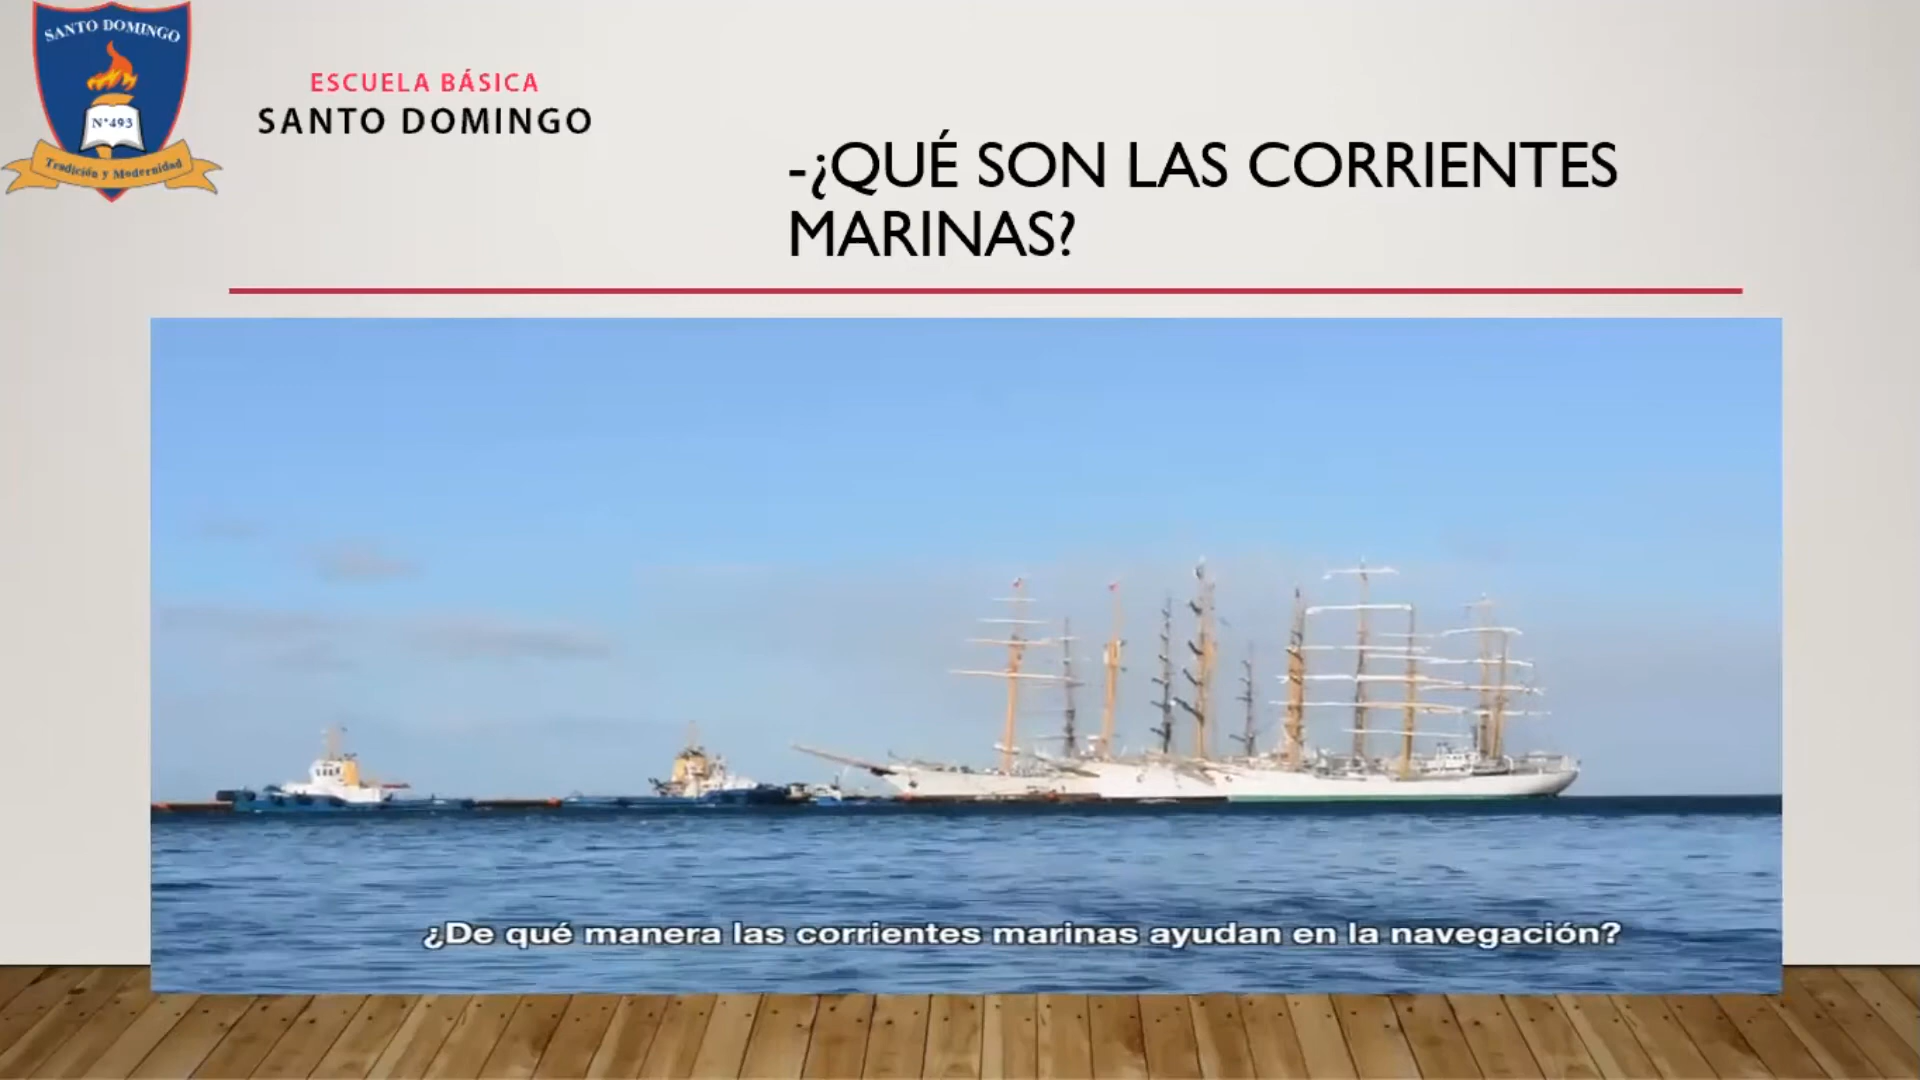 SANTO DOMINGO
N°493
Tradición y Modernidad
ESCUELA BÁSICA
SANTO DOMINGO
-¿QUÉ SON LAS CORRIENTES
MARINAS?
¿De qué manera las corrientes marinas ayudan en la navegación?